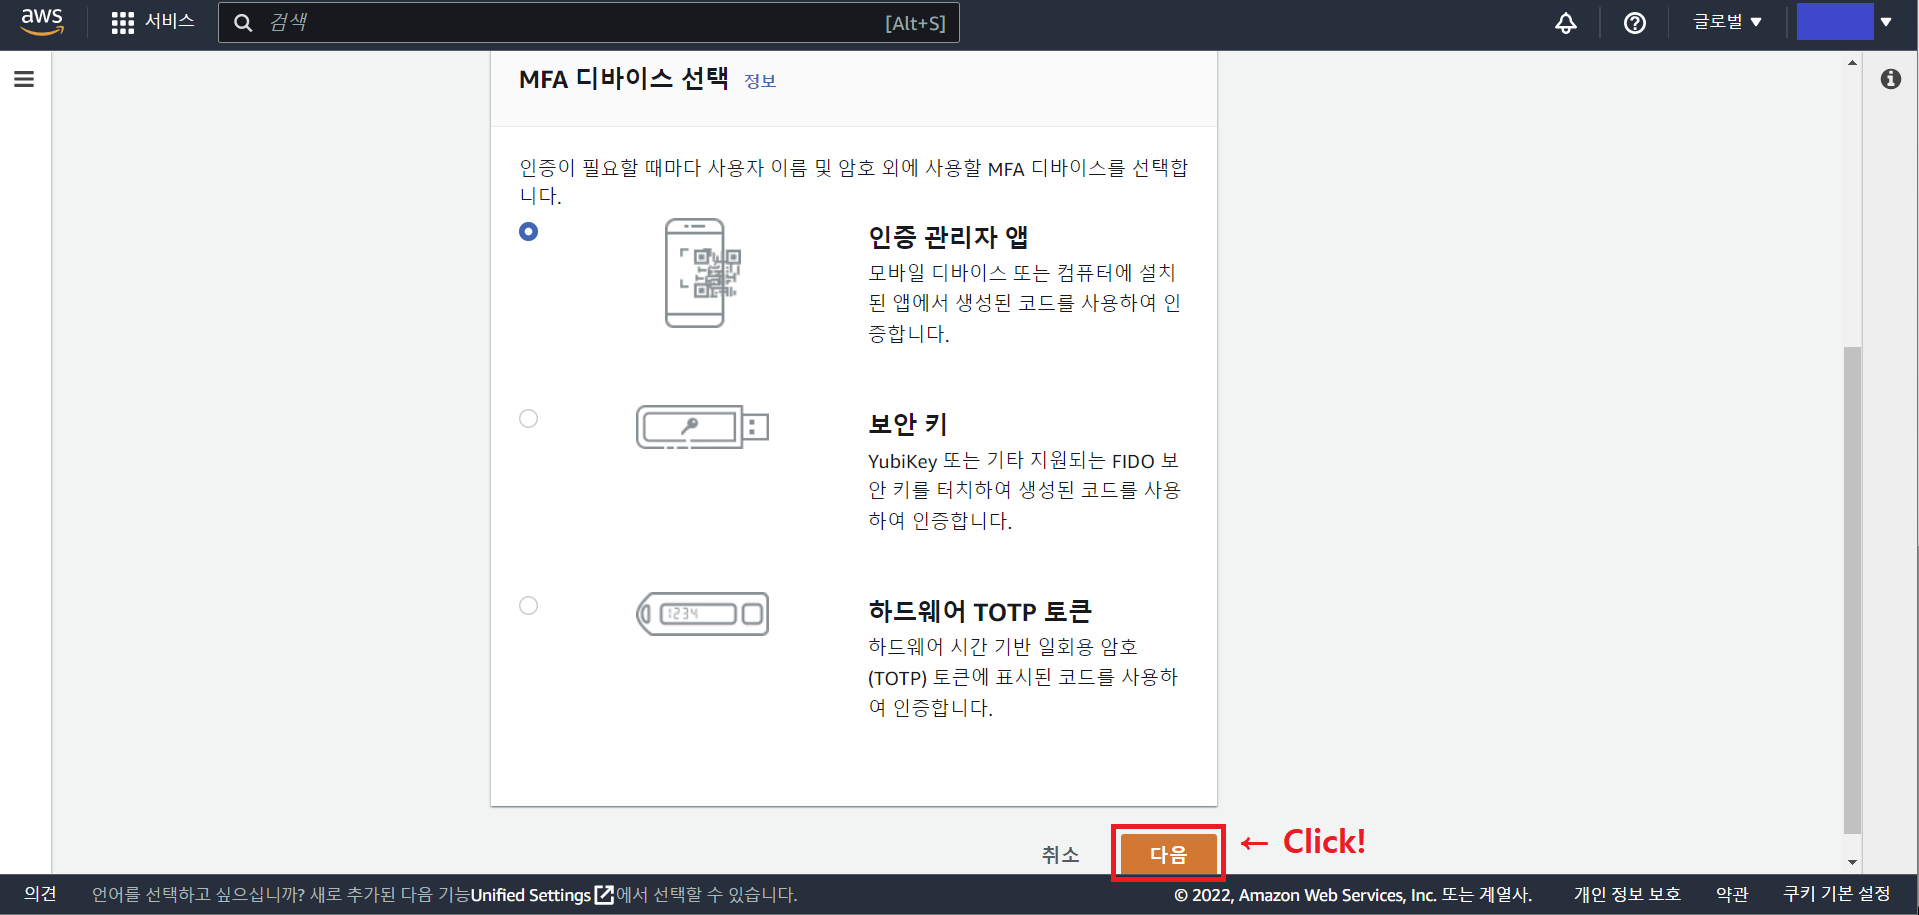 aws
서비스
검색
[Alt+S]
글로벌
MFA 디바이스 선택 정보
인증이 필요할 때마다 사용자 이름 및 암호 외에 사용할 MFA 디바이스를 선택합
니다.
인증 관리자 앱
모바일 디바이스 또는 컴퓨터에 설치
된 앱에서 생성된 코드를 사용하여 인
증합니다.
보안 키
YubiKey 또는 기타 지원되는 FIDO 보
안 키를 터치하여 생성된 코드를 사용
하여 인증합니다.
1234
하드웨어 TOTP 토큰
하드웨어 시간 기반 일회용 암호
(TOTP) 토큰에 표시된 코드를 사용하
여 인증합니다.
취소
다음
← Click!
의견
언어를 선택하고 싶으십니까? 새로 추가된 다음 기능Unified Settings에서 선택할 수 있습니다.
© 2022, Amazon Web Services, Inc. 또는 계열사.
개인 정보 보호
약관
쿠키 기본 설정